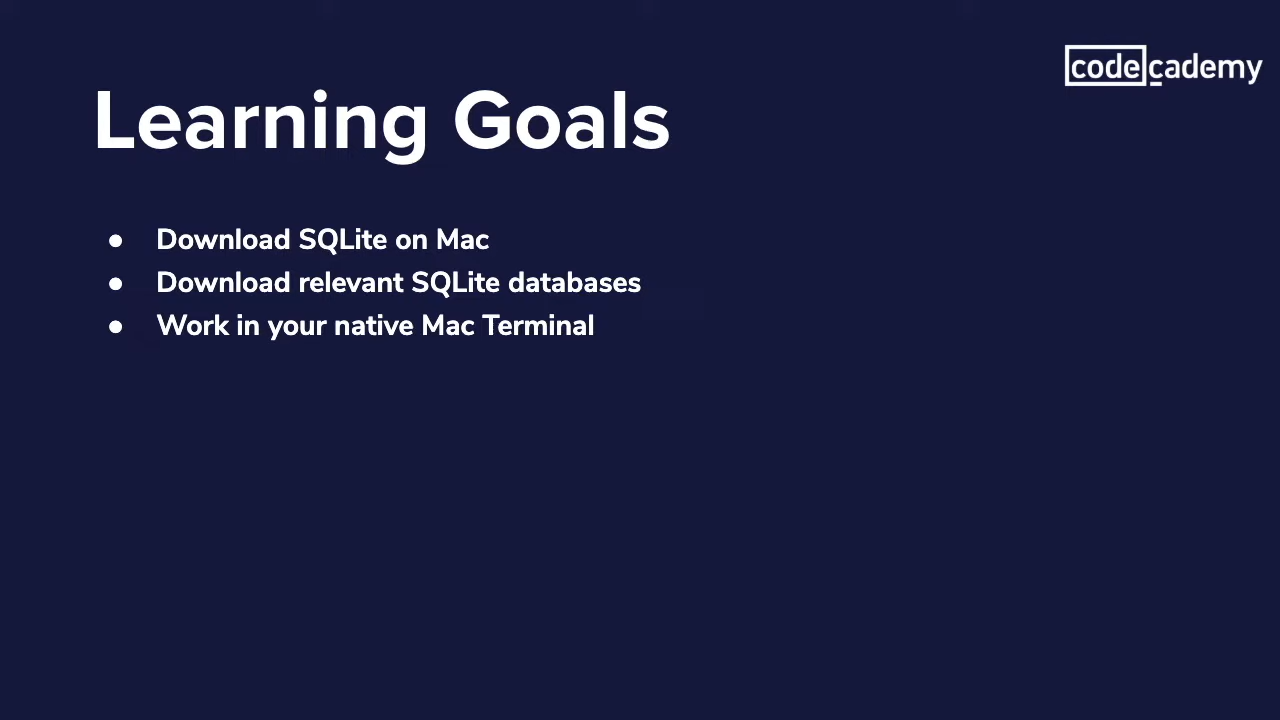 codecademy
Learning Goals
● Download SQLite on Mac
● Download relevant SQLite databases
● Work in your native Mac Terminal